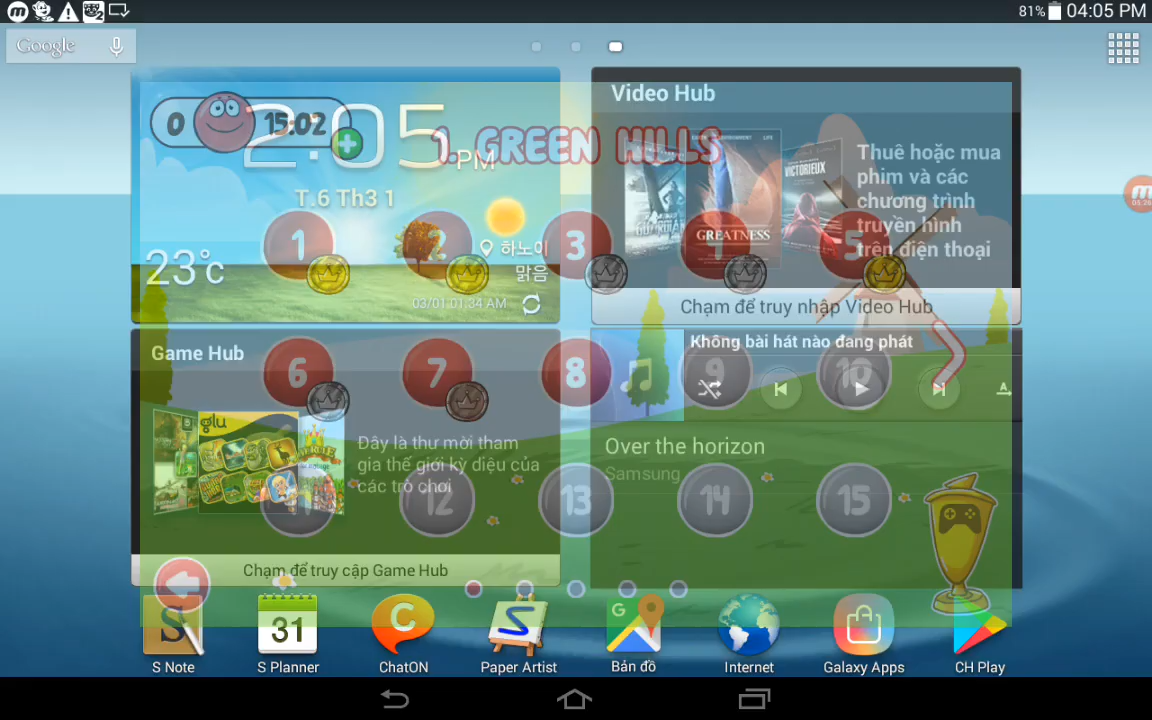 81% 04:05 PM
Google
0 15:02
2:05 PM
1. GREEN HILLS
T.6 Th3 1
23°c
하노이
맑음
03/01 01:34 AM
Video Hub
GREATNESS
VICTORIEUX
Thuê hoặc mua
phim và các
chương trình
truyền hình
trên điện thoại
Chạm để truy nhập Video Hub
1 2 3 4 5
Game Hub
glu
Đây là thư mời tham
gia thế giới kỳ diệu của
các trò chơi
Chạm để truy cập Game Hub
Không bài hát nào đang phát
A
Over the horizon
Samsung
6 7 8 9 10
11 12 13 14 15
S Note
31
S Planner
ChatON
Paper Artist
Bản đồ
Internet
Galaxy Apps
CH Play